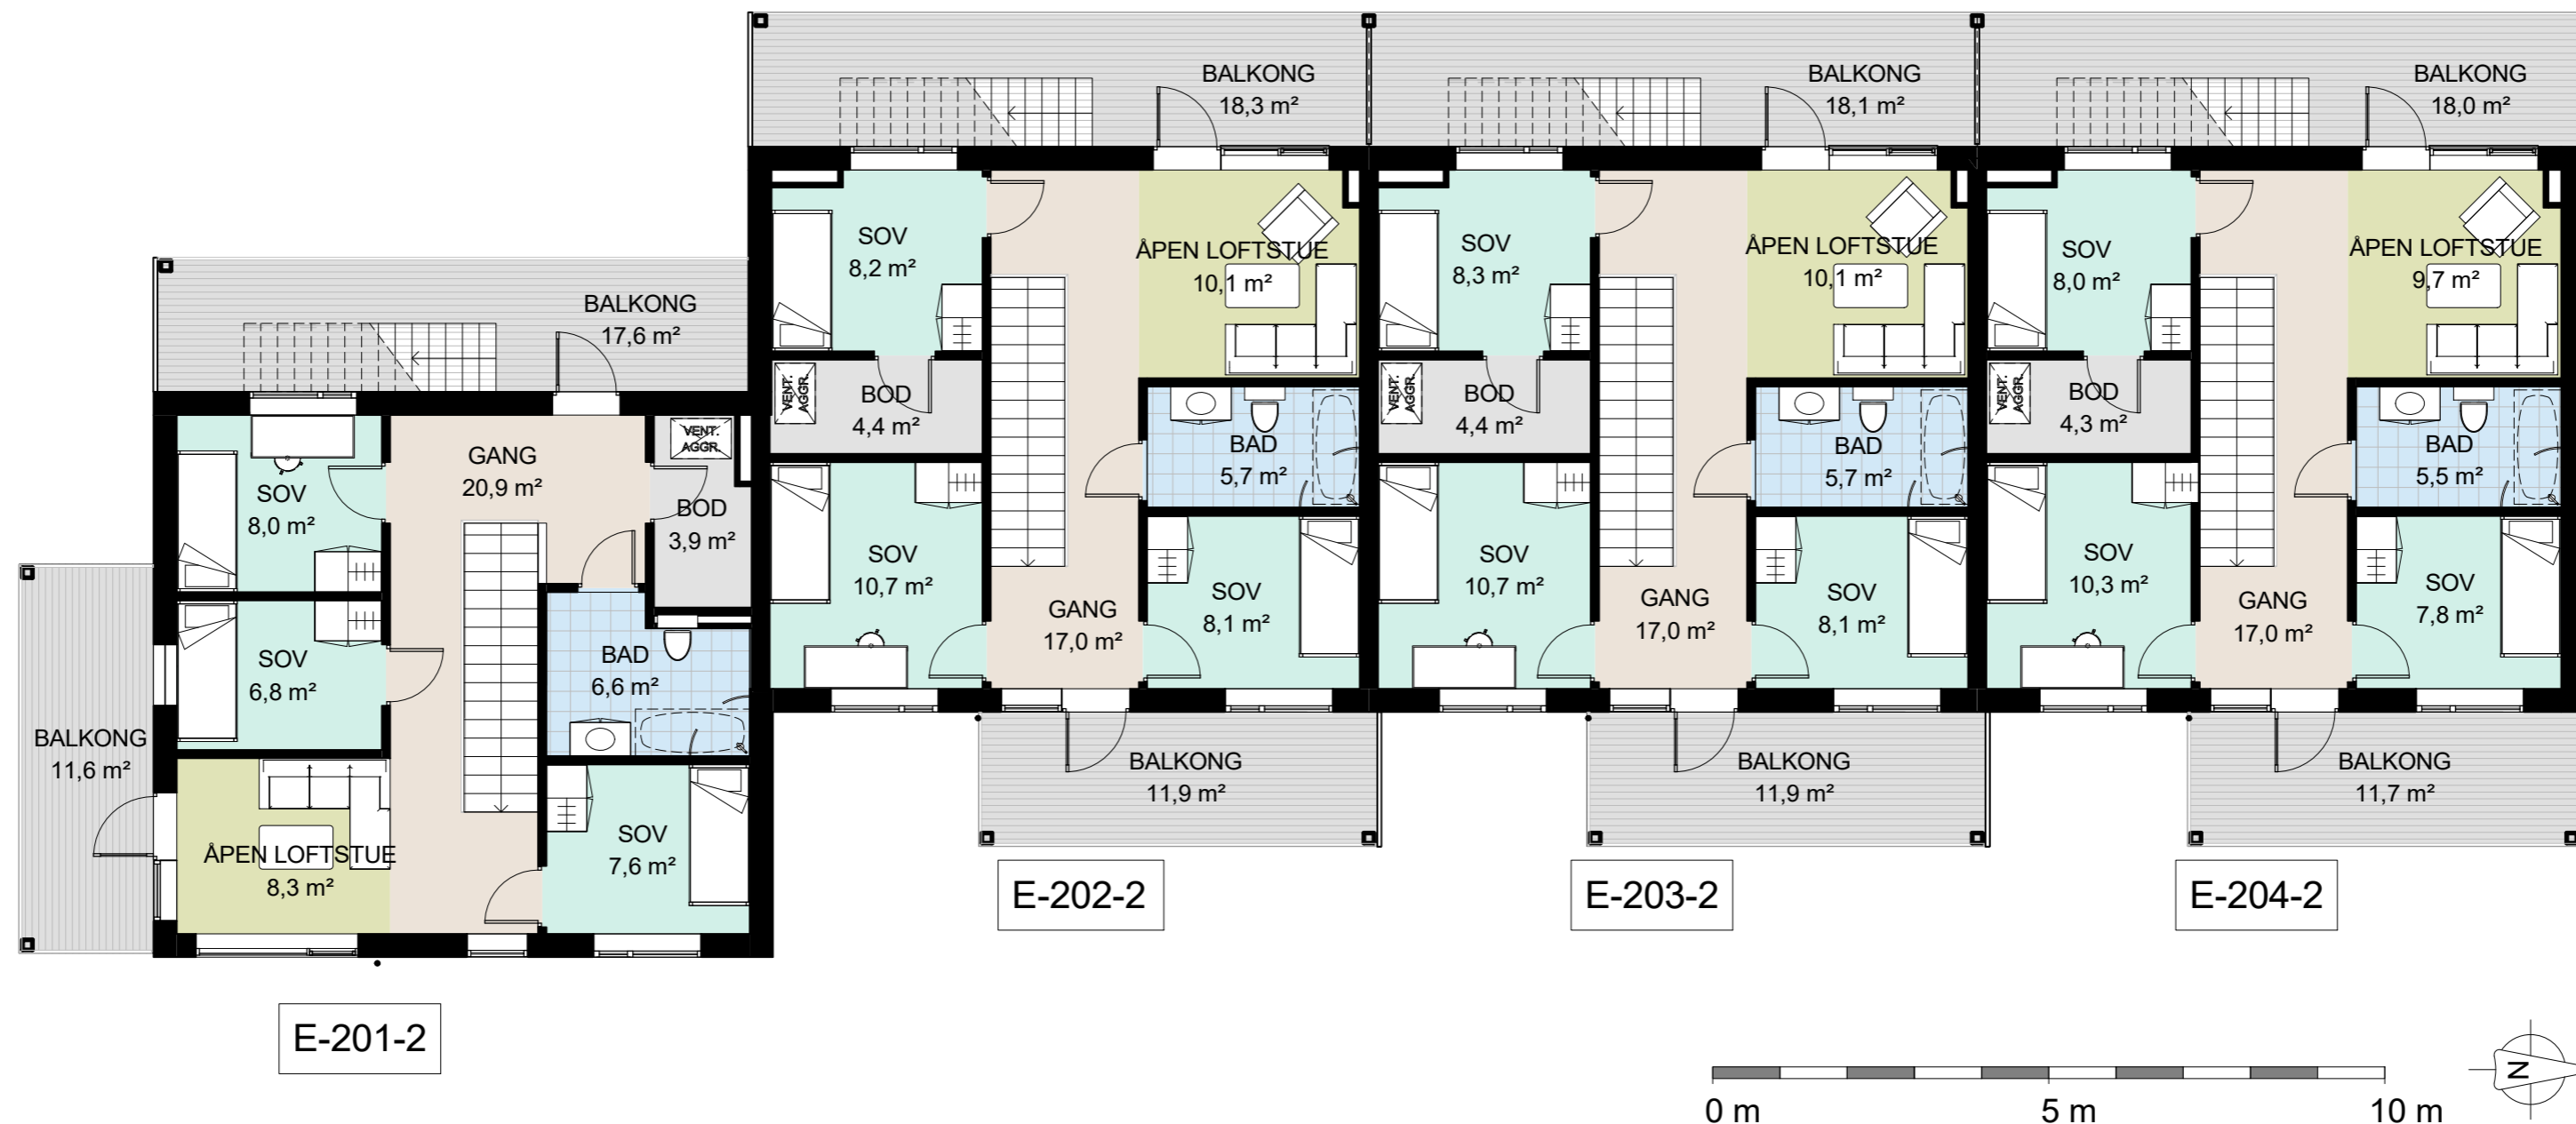 BALKONG
18,3 m²
BALKONG
18,1 m²
BALKONG
18,0 m²
SOV
8,2 m²
ÅPEN LOFTSTUE
10,1 m²
SOV
8,3 m²
ÅPEN LOFTSTUE
10,1 m²
SOV
8,0 m²
ÅPEN LOFTSTUE
9,7 m²
BALKONG
17,6 m²
VENT.
AGGR.
BOD
4,4 m²
VENT.
AGGR.
BOD
4,4 m²
VENT.
AGGR.
BOD
4,3 m²
BAD
5,7 m²
BAD
5,7 m²
BAD
5,5 m²
GANG
20,9 m²
VENT.
AGGR.
SOV
8,0 m²
BOD
3,9 m²
SOV
10,7 m²
SOV
8,1 m²
GANG
17,0 m²
SOV
10,7 m²
GANG
17,0 m²
SOV
8,1 m²
SOV
10,3 m²
GANG
17,0 m²
SOV
7,8 m²
SOV
6,8 m²
BAD
6,6 m²
BALKONG
11,6 m²
BALKONG
11,9 m²
BALKONG
11,9 m²
BALKONG
11,7 m²
ÅPEN LOFTSTUE
8,3 m²
SOV
7,6 m²
E-202-2
E-203-2
E-204-2
E-201-2
N
0 m
5 m
10 m